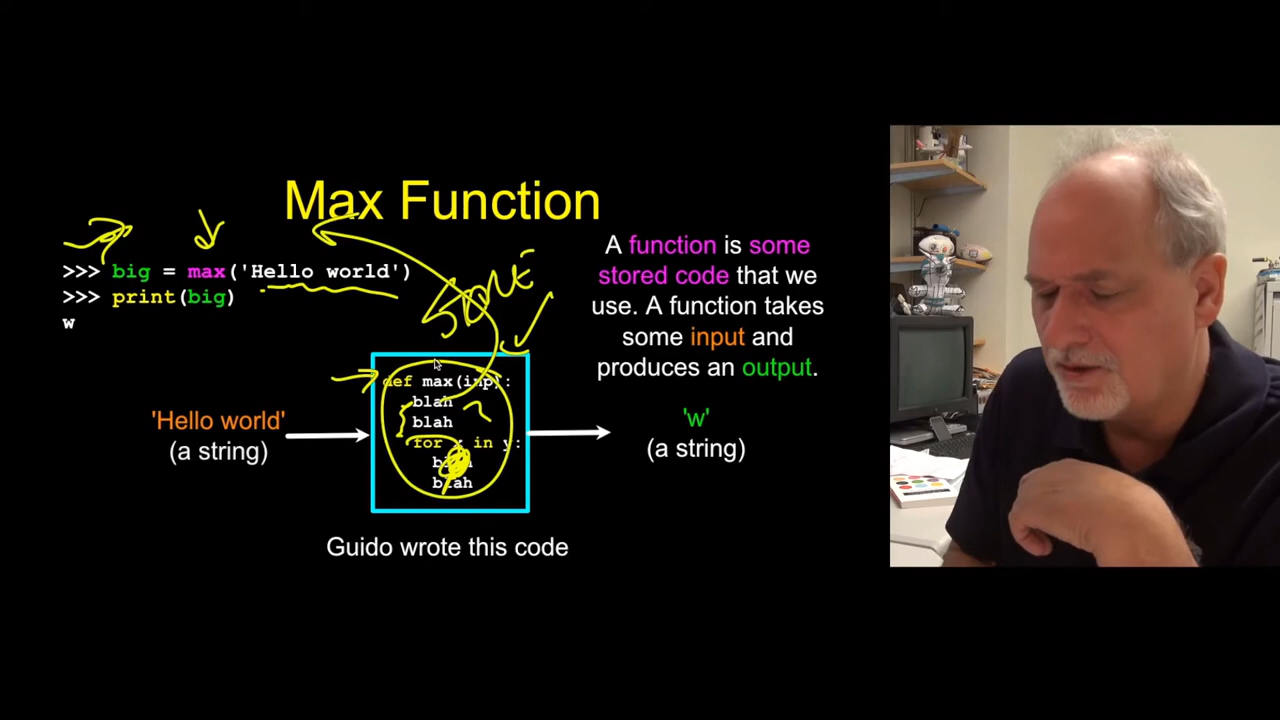 Max Function
>>> big = max('Hello world')
>>> print(big)
w
A function is some
stored code that we
use. A function takes
some input and
produces an output.
def max(inp):
blah
blah
for x in y:
blah
blah
'Hello world'
(a string)
'w'
(a string)
Guido wrote this code